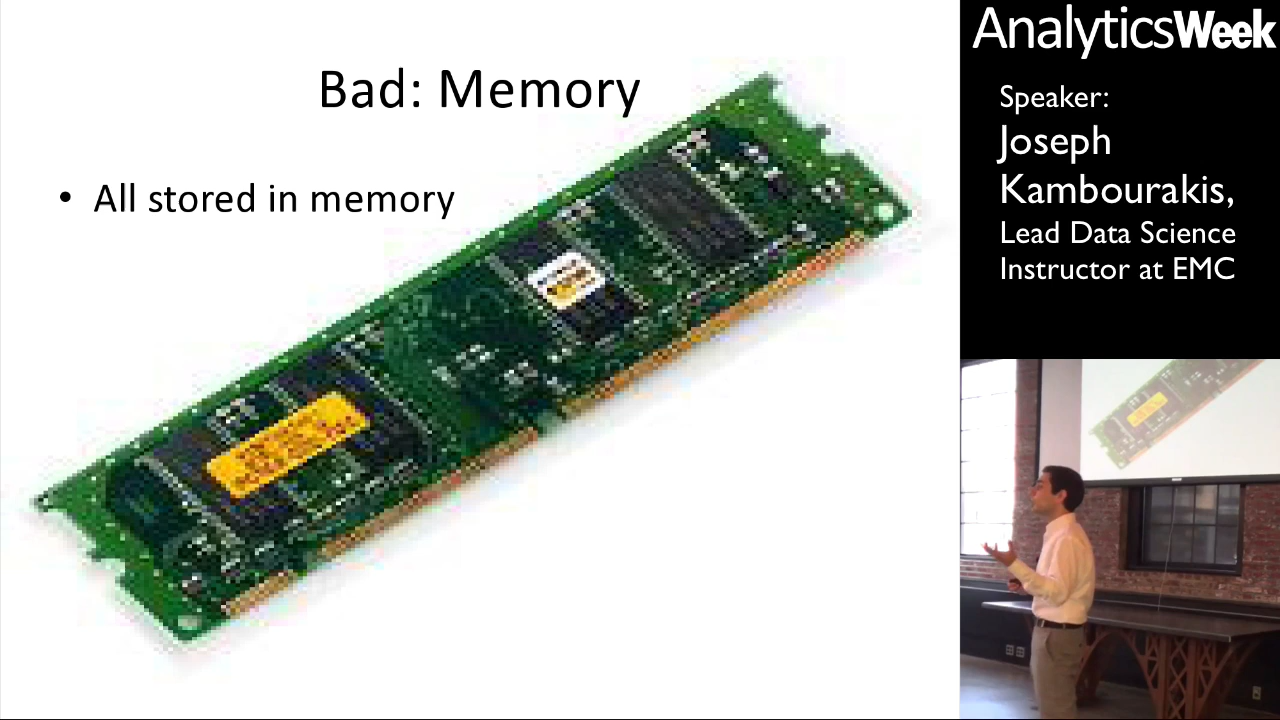 Bad: Memory
• All stored in memory
AnalyticsWeek
Speaker:
Joseph
Kambourakis,
Lead Data Science
Instructor at EMC